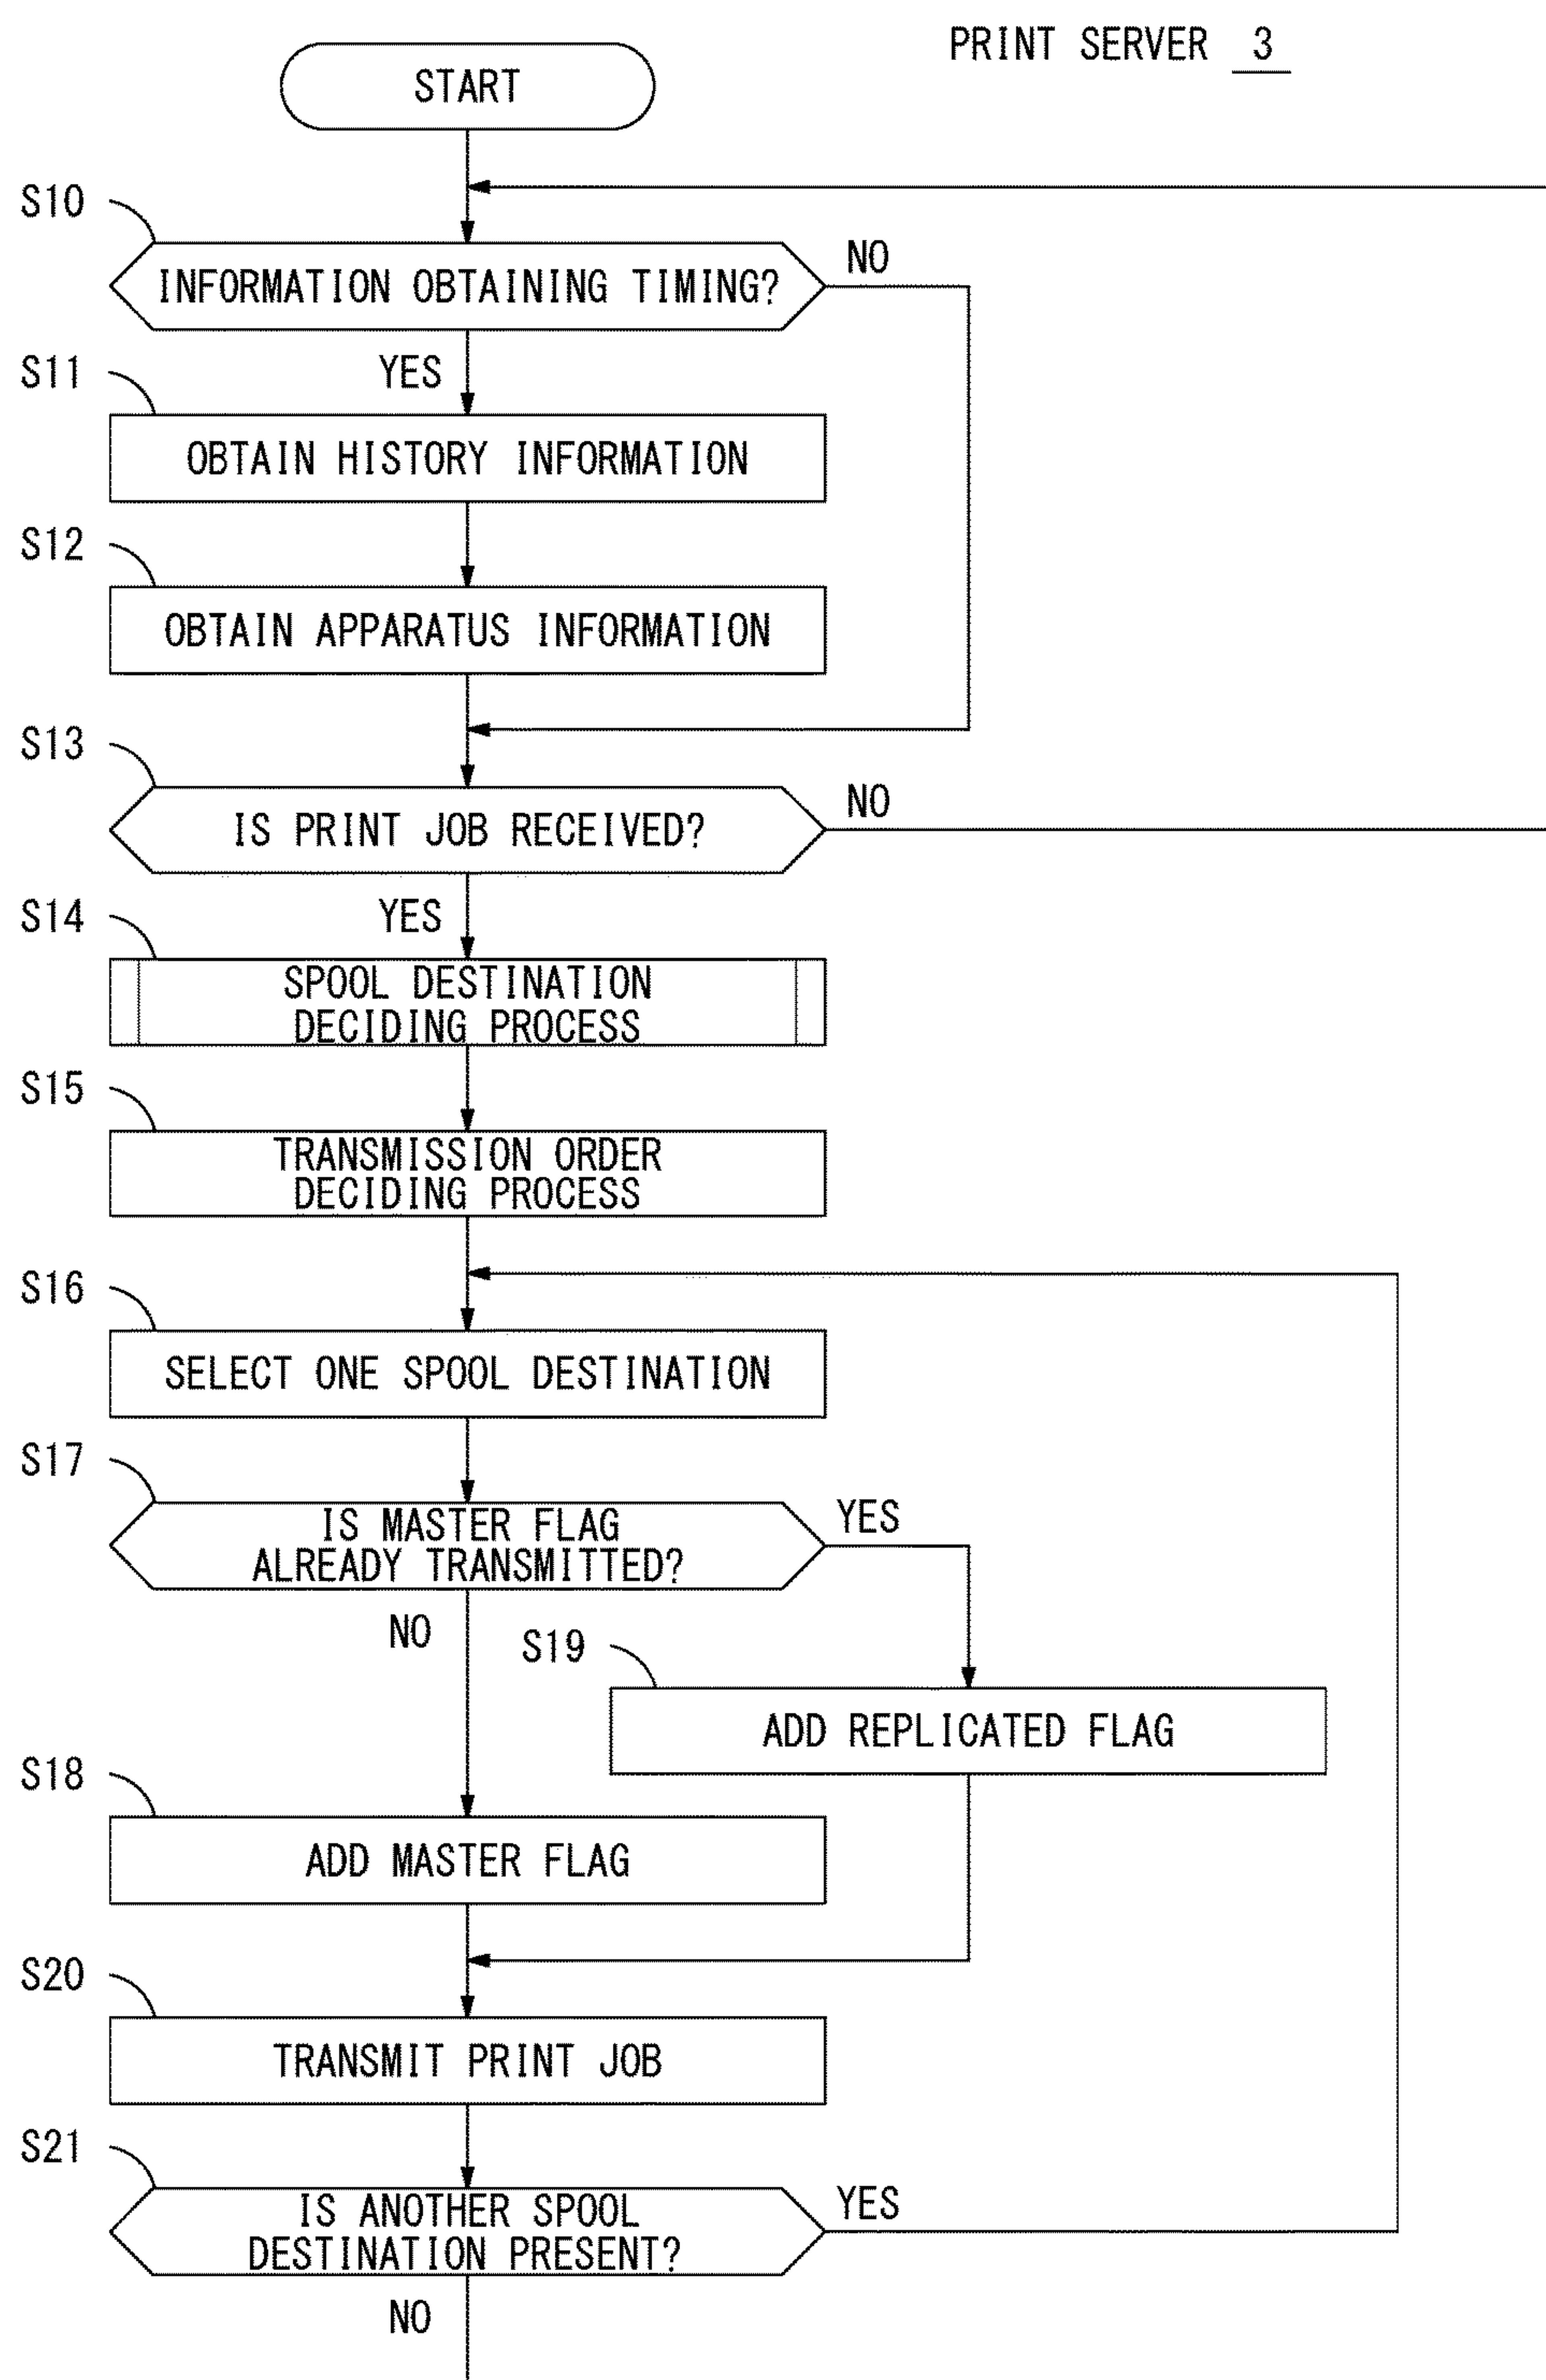 PRINT SERVER 3
START
S10
INFORMATION OBTAINING TIMING?
NO
YES
S11
OBTAIN HISTORY INFORMATION
S12
OBTAIN APPARATUS INFORMATION
S13
IS PRINT JOB RECEIVED?
NO
YES
S14
SPOOL DESTINATION
DECIDING PROCESS
S15
TRANSMISSION ORDER
DECIDING PROCESS
S16
SELECT ONE SPOOL DESTINATION
S17
IS MASTER FLAG
ALREADY TRANSMITTED?
YES
NO
S19
ADD REPLICATED FLAG
S18
ADD MASTER FLAG
S20
TRANSMIT PRINT JOB
S21
IS ANOTHER SPOOL
DESTINATION PRESENT?
YES
NO